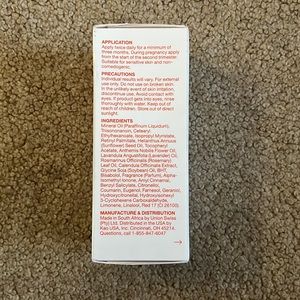 APPLICATION
Apply twice daily for a minimum of
three months. During pregnancy apply
from the start of the second trimester.
Suitable for sensitive skin and non-
comedogenic.
PRECAUTIONS
Individual results will vary. For external
use only. Do not use on broken skin.
In the unlikely event of skin irritation,
discontinue use. Avoid contact with
eyes. If product gets into eyes, rinse
thoroughly with water. Keep out of
reach of children. Store out of direct
sunlight.
INGREDIENTS
Mineral Oil (Paraffinum Liquidum),
Triisononanoin, Cetearyl
Ethylhexanoate, Isopropyl Myristate,
Retinyl Palmitate, Helianthus Annuus
(Sunflower) Seed Oil, Tocopheryl
Acetate, Anthemis Nobilis Flower Oil,
Lavandula Angustifolia (Lavender) Oil,
Rosmarinus Officinalis (Rosemary)
Leaf Oil, Calendula Officinalis Extract,
Glycine Soja (Soybean) Oil, BHT,
Bisabolol, Fragrance (Parfum), Alpha-
Isomethyl Ionone, Amyl Cinnamal,
Benzyl Salicylate, Citronellol,
Coumarin, Eugenol, Farnesol, Geraniol,
Hydroxycitronellal, Hydroxyisohexyl
3-Cyclohexene Carboxaldehyde,
Limonene, Linalool, Red 17 (CI 26100).
MANUFACTURE & DISTRIBUTION
Made in South Africa by Union Swiss
(Pty) Ltd. Distributed in the USA by
Kao USA, Inc. Cincinnati, OH 45214.
Questions, call 1-855-847-6047